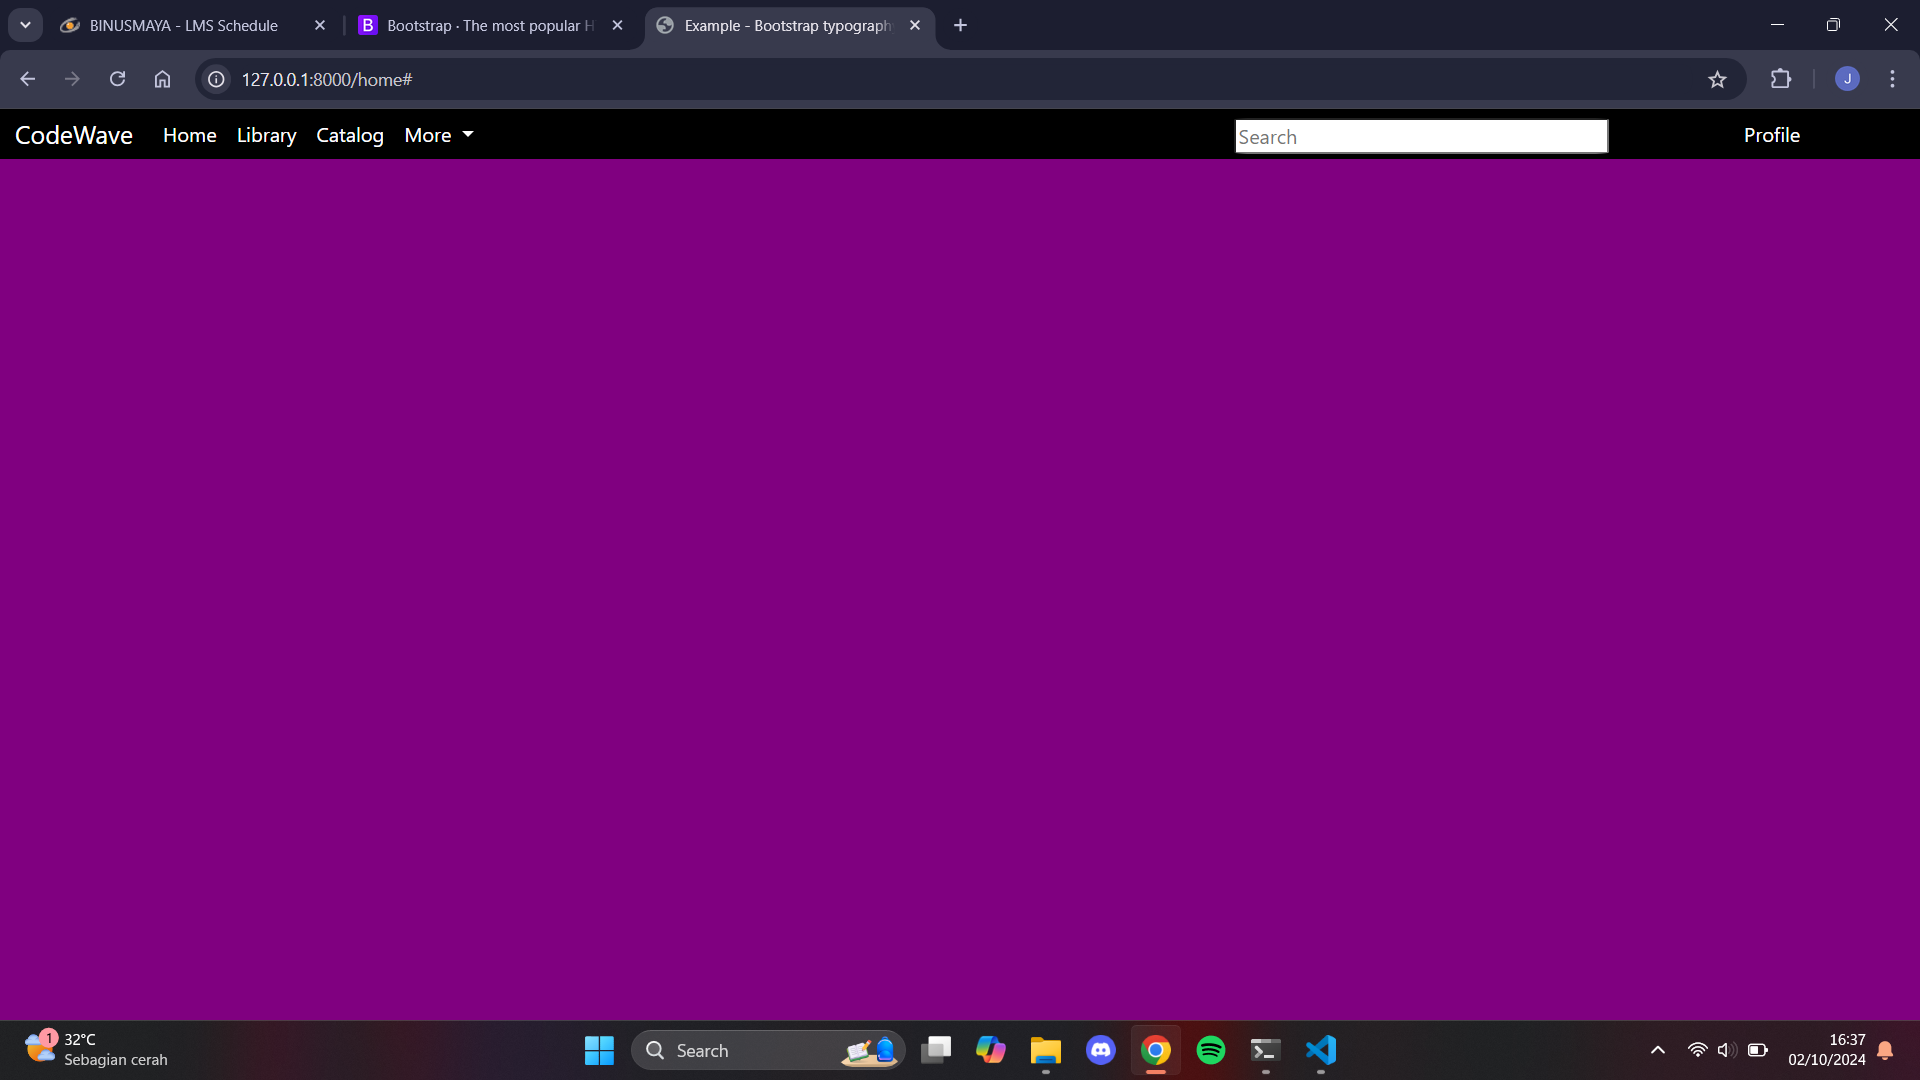 BINUSMAYA - LMS Schedule
Bootstrap · The most popular H
Example - Bootstrap typograph
127.0.0.1:8000/home#
J
CodeWave Home Library Catalog More Search Profile
1
32°C
Sebagian cerah
Search
16:37
02/10/2024